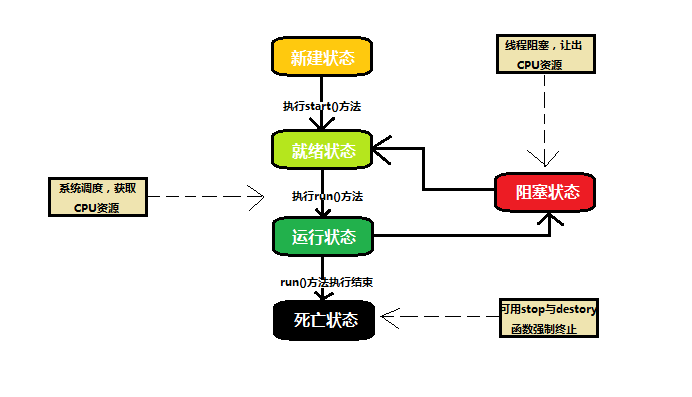 新建状态
线程阻塞，让出
CPU资源
执行start()方法
就绪状态
系统调度，获取
CPU资源
执行run()方法
阻塞状态
运行状态
run()方法执行结束
死亡状态
可用stop与destory
函数强制终止